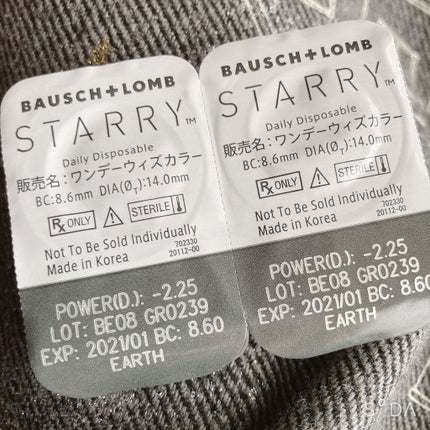 BAUSCH+LOMB
STARRY™
Daily Disposable
販売名:ワンデーウィズカラー
BC:8.6mm DIA(Øᴛ):14.0mm
Rx ONLY STERILE
Not To Be Sold Individually
Made in Korea
702330
20112-00
POWER(D.): -2.25
LOT: BE08 GR0239
EXP: 2021/01 BC: 8.60
EARTH
BAUSCH+LOMB
STARRY™
Daily Disposable
販売名:ワンデーウィズカラー
BC:8.6mm DIA(Øᴛ):14.0mm
Rx ONLY STERILE
Not To Be Sold Individually
Made in Korea
702330
20112-00
POWER(D.): -2.25
LOT: BE08 GR0239
EXP: 2021/01 BC: 8.60
EARTH